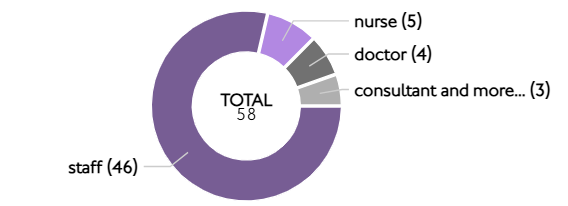 nurse (5)
doctor (4)
consultant and more... (3)
TOTAL
58
staff (46)